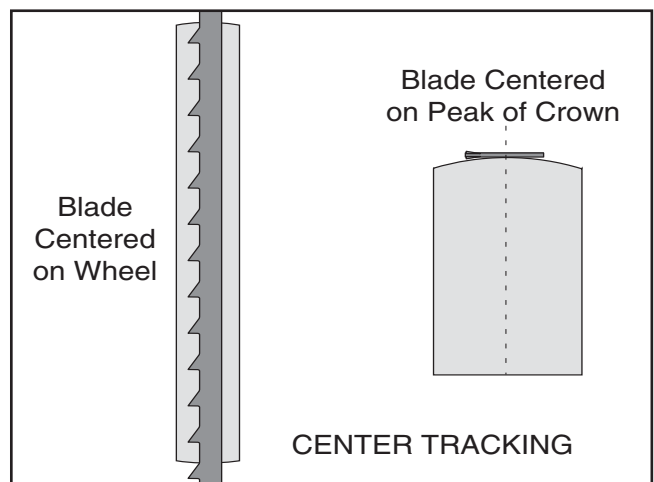 Blade
Centered
on Wheel
Blade Centered
on Peak of Crown
CENTER TRACKING